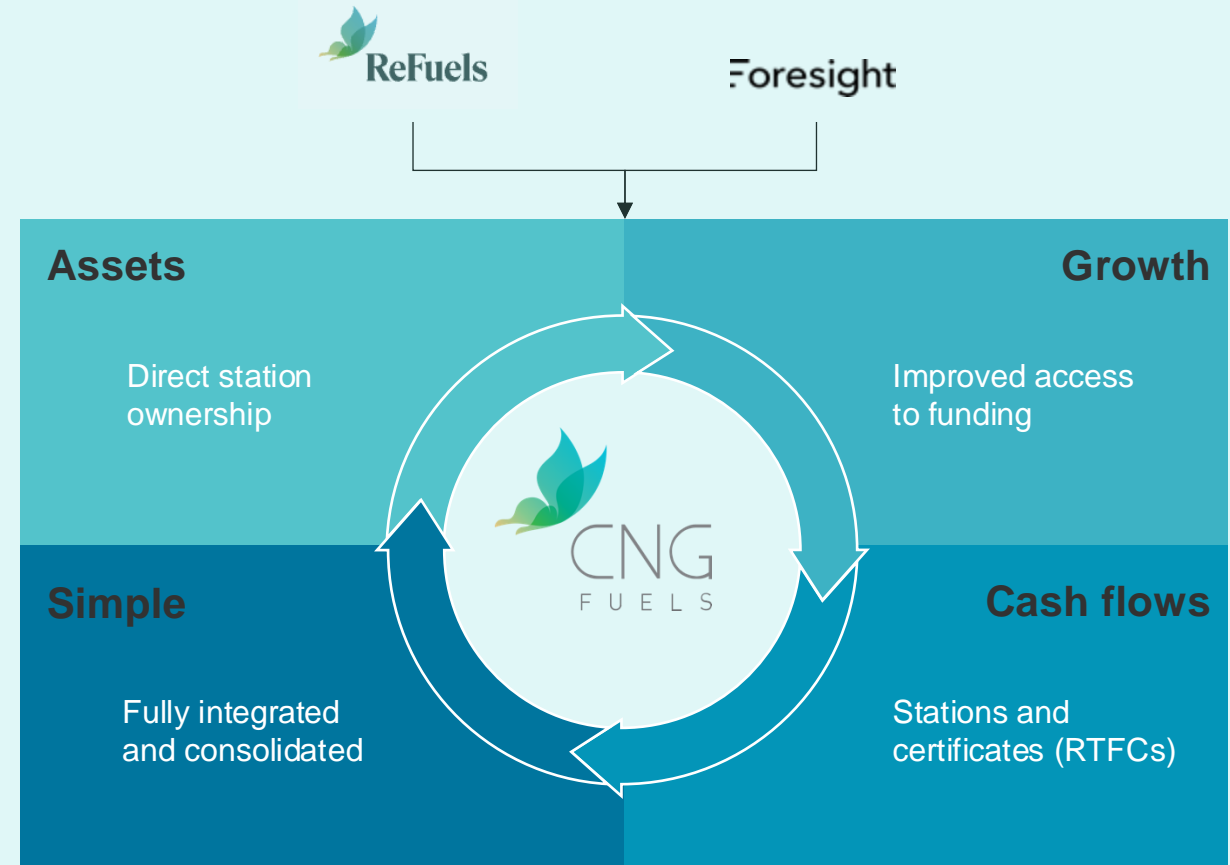 ReFuels
Foresight
Assets
Growth
Direct station
ownership
Improved access
to funding
CNG
FUELS
Simple
Cash flows
Fully integrated
and consolidated
Stations and
certificates (RTFCs)